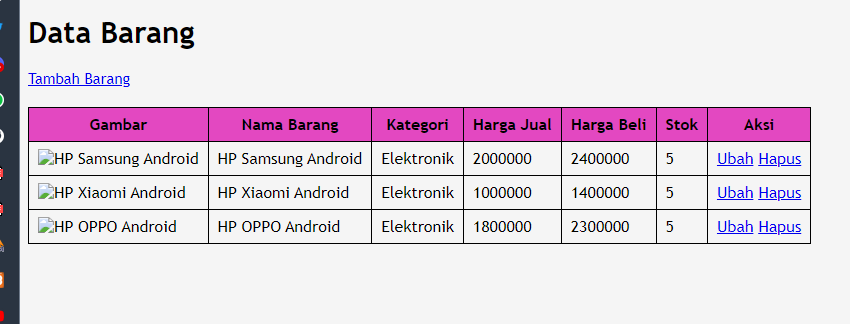 Data Barang
Tambah Barang
Gambar Nama Barang Kategori Harga Jual Harga Beli Stok Aksi
HP Samsung Android HP Samsung Android Elektronik 2000000 2400000 5 Ubah Hapus
HP Xiaomi Android HP Xiaomi Android Elektronik 1000000 1400000 5 Ubah Hapus
HP OPPO Android HP OPPO Android Elektronik 1800000 2300000 5 Ubah Hapus